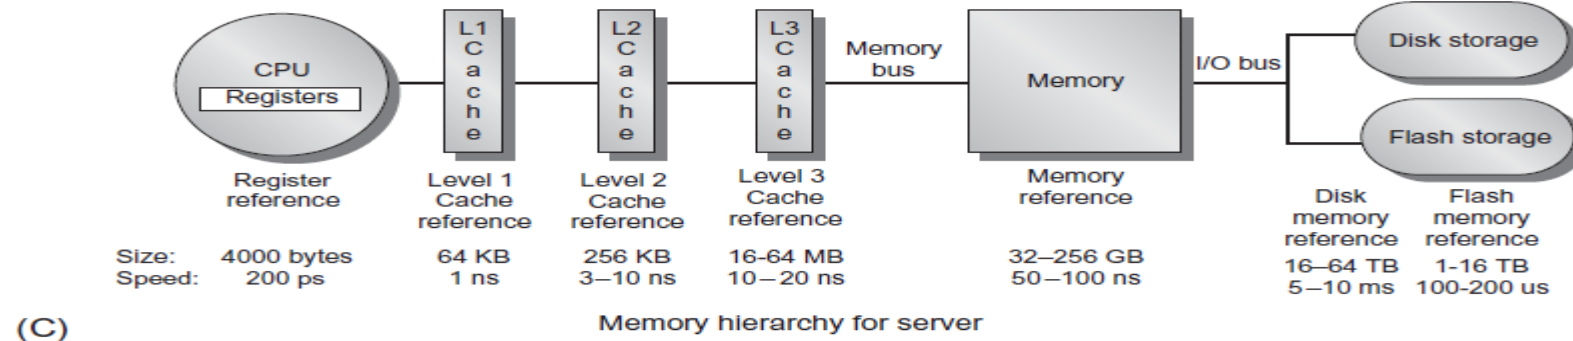 CPU
Registers
L1
Cache
L2
Cache
L3
Cache
Memory
bus
Memory
I/O bus
Disk storage
Flash storage
Register
reference
Level 1
Cache
reference
Level 2
Cache
reference
Level 3
Cache
reference
Memory
reference
Disk
memory
reference
Flash
memory
reference
Size: 4000 bytes 64 KB 256 KB 16-64 MB 32–256 GB 16–64 TB 1-16 TB
Speed: 200 ps 1 ns 3–10 ns 10–20 ns 50–100 ns 5–10 ms 100-200 us
(C) Memory hierarchy for server